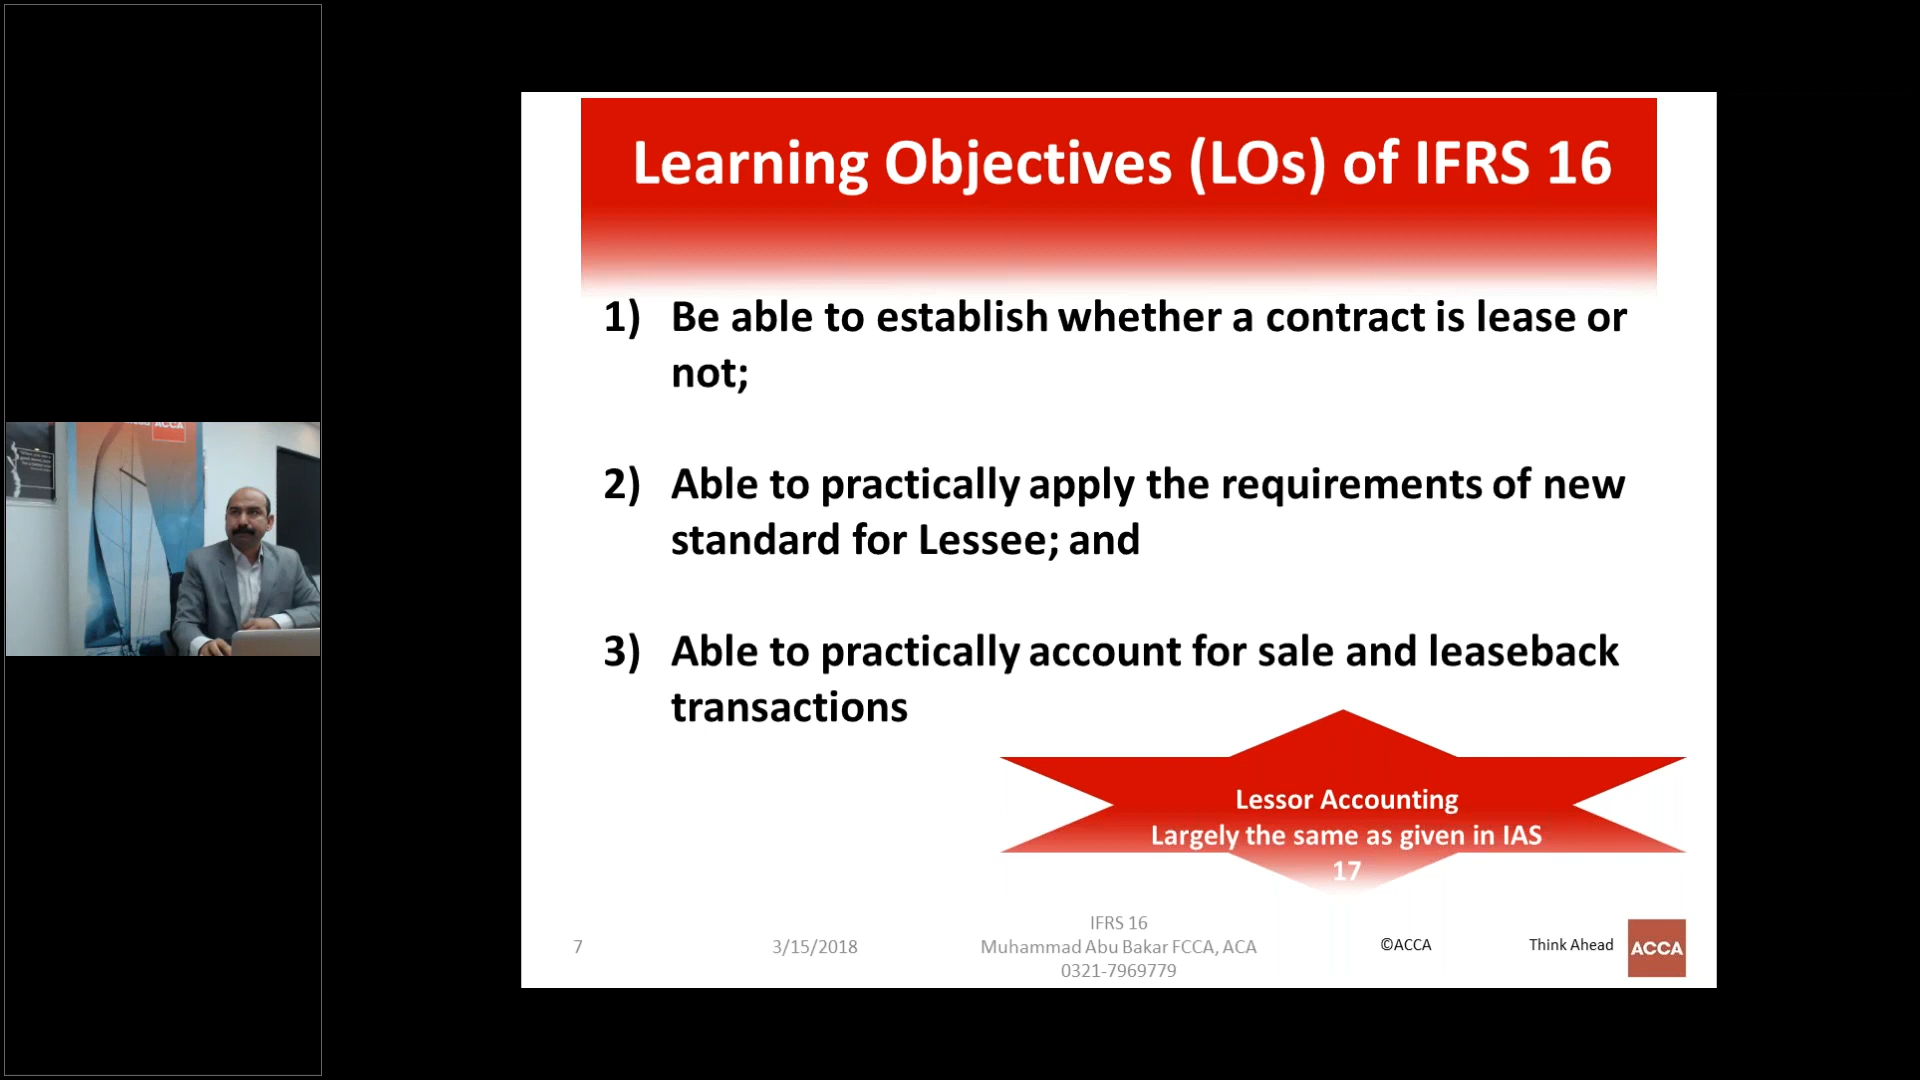 ACCA
Learning Objectives (LOs) of IFRS 16
1) Be able to establish whether a contract is lease or
not;
2) Able to practically apply the requirements of new
standard for Lessee; and
3) Able to practically account for sale and leaseback
transactions
Lessor Accounting
Largely the same as given in IAS
17
7
3/15/2018
IFRS 16
Muhammad Abu Bakar FCCA, ACA
0321-7969779
©ACCA
Think Ahead
ACCA